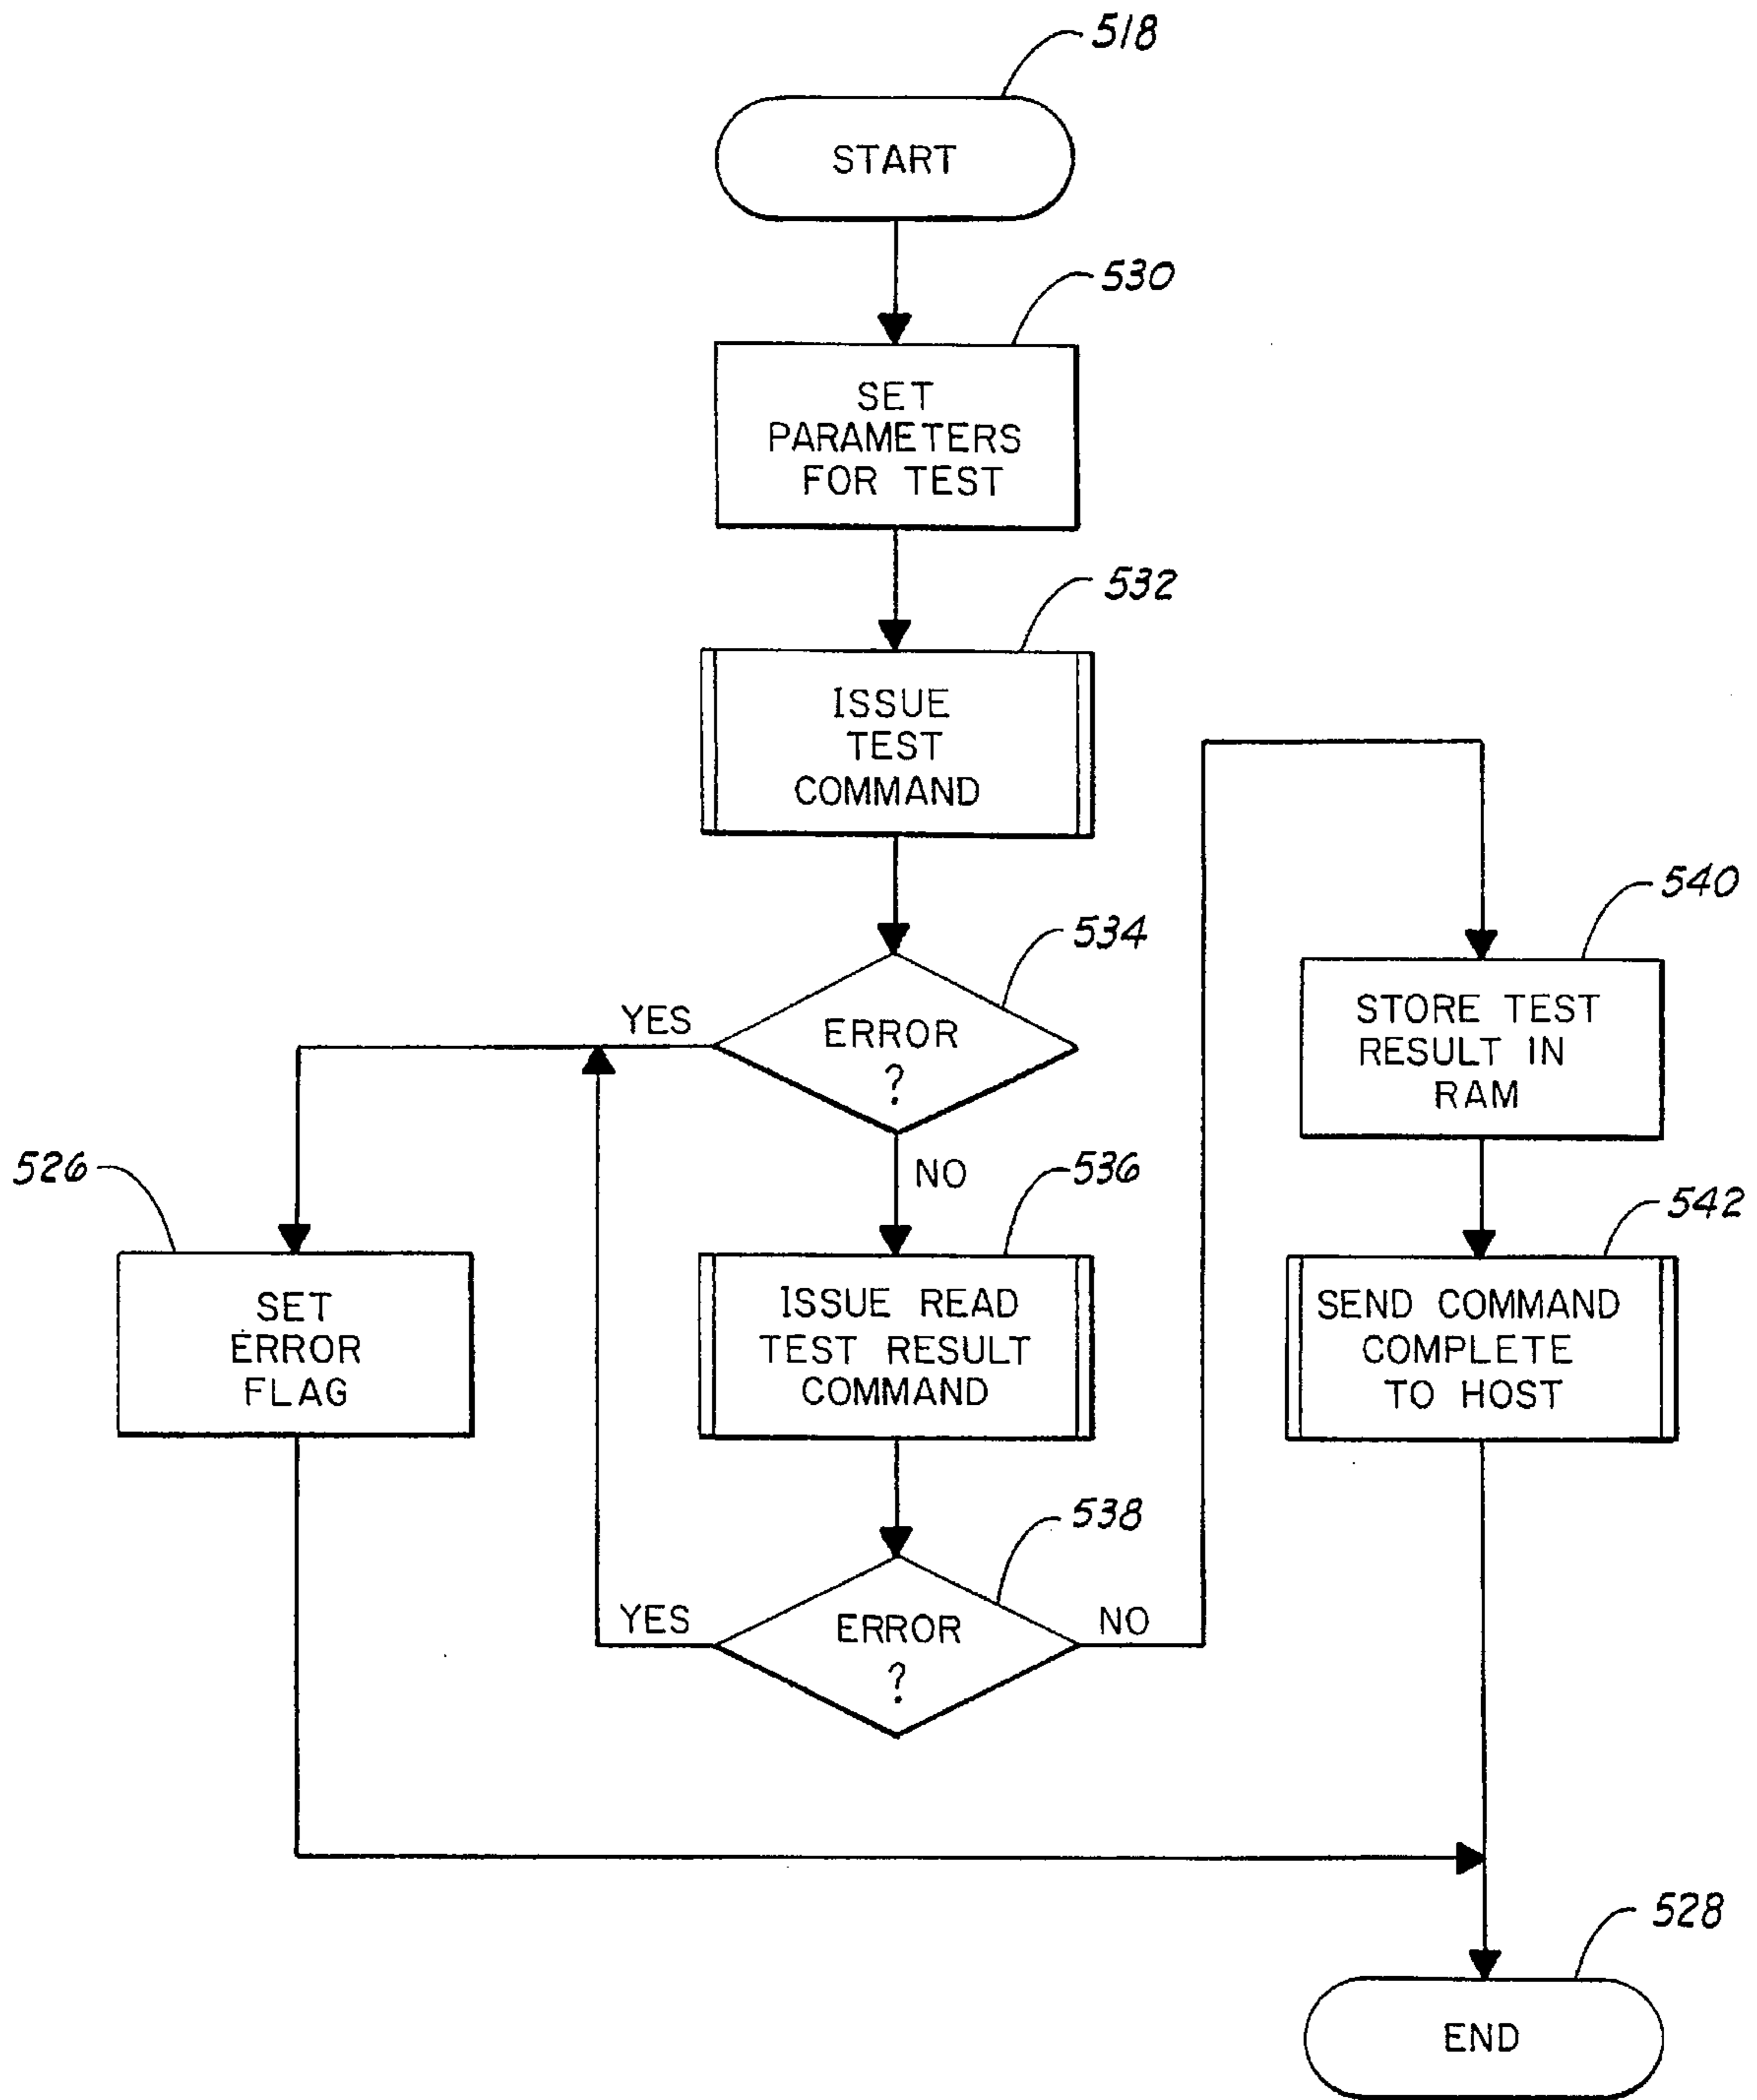 518
START
530
SET
PARAMETERS
FOR TEST
532
ISSUE
TEST
COMMAND
534
YES
ERROR
?
NO
540
STORE TEST
RESULT IN
RAM
526
SET
ERROR
FLAG
536
ISSUE READ
TEST RESULT
COMMAND
542
SEND COMMAND
COMPLETE
TO HOST
538
YES
ERROR
?
NO
528
END